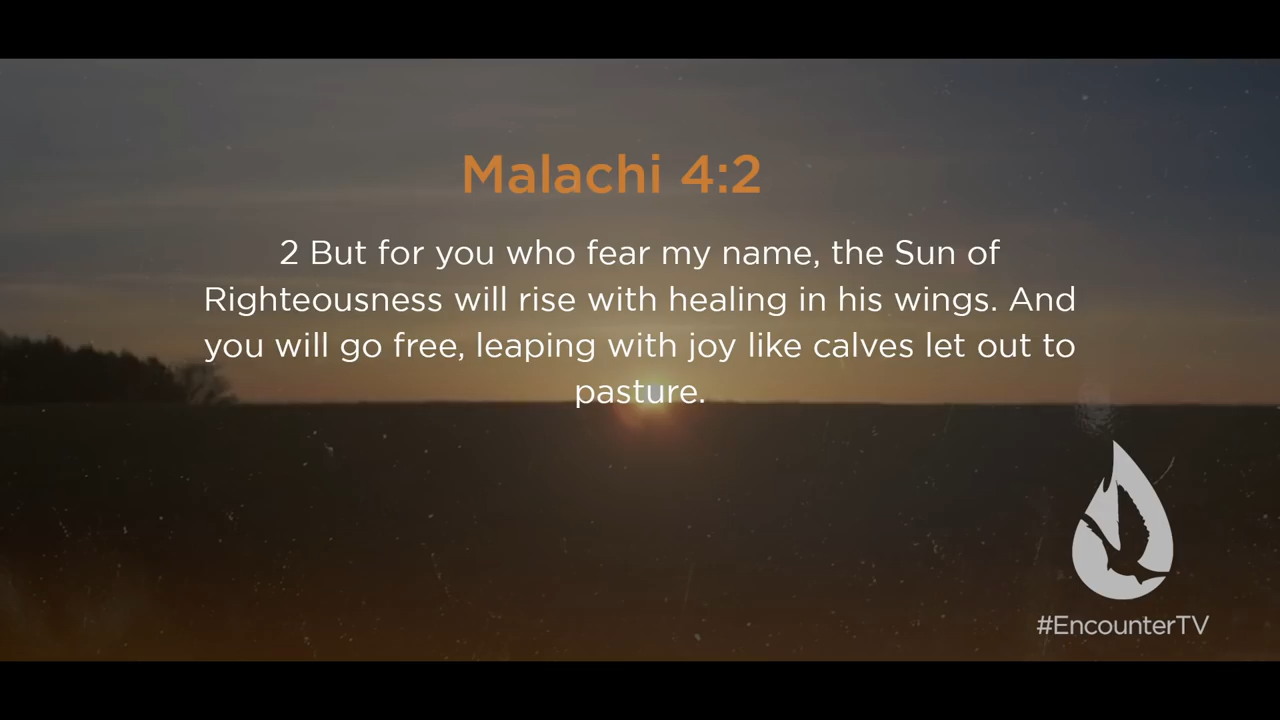 Malachi 4:2
2 But for you who fear my name, the Sun of
Righteousness will rise with healing in his wings. And
you will go free, leaping with joy like calves let out to
pasture.
#EncounterTV